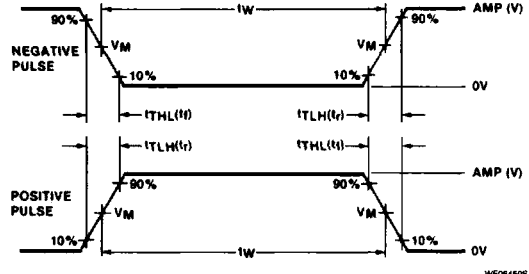 tW
AMP (V)
90%
90%
NEGATIVE
PULSE
VM
VM
10%
10%
0V
tTHL(tf)
tTLH(tr)
tTLH(tr)
tTHL(tf)
AMP (V)
90%
90%
POSITIVE
PULSE
VM
VM
10%
10%
tW
0V
WF06450S